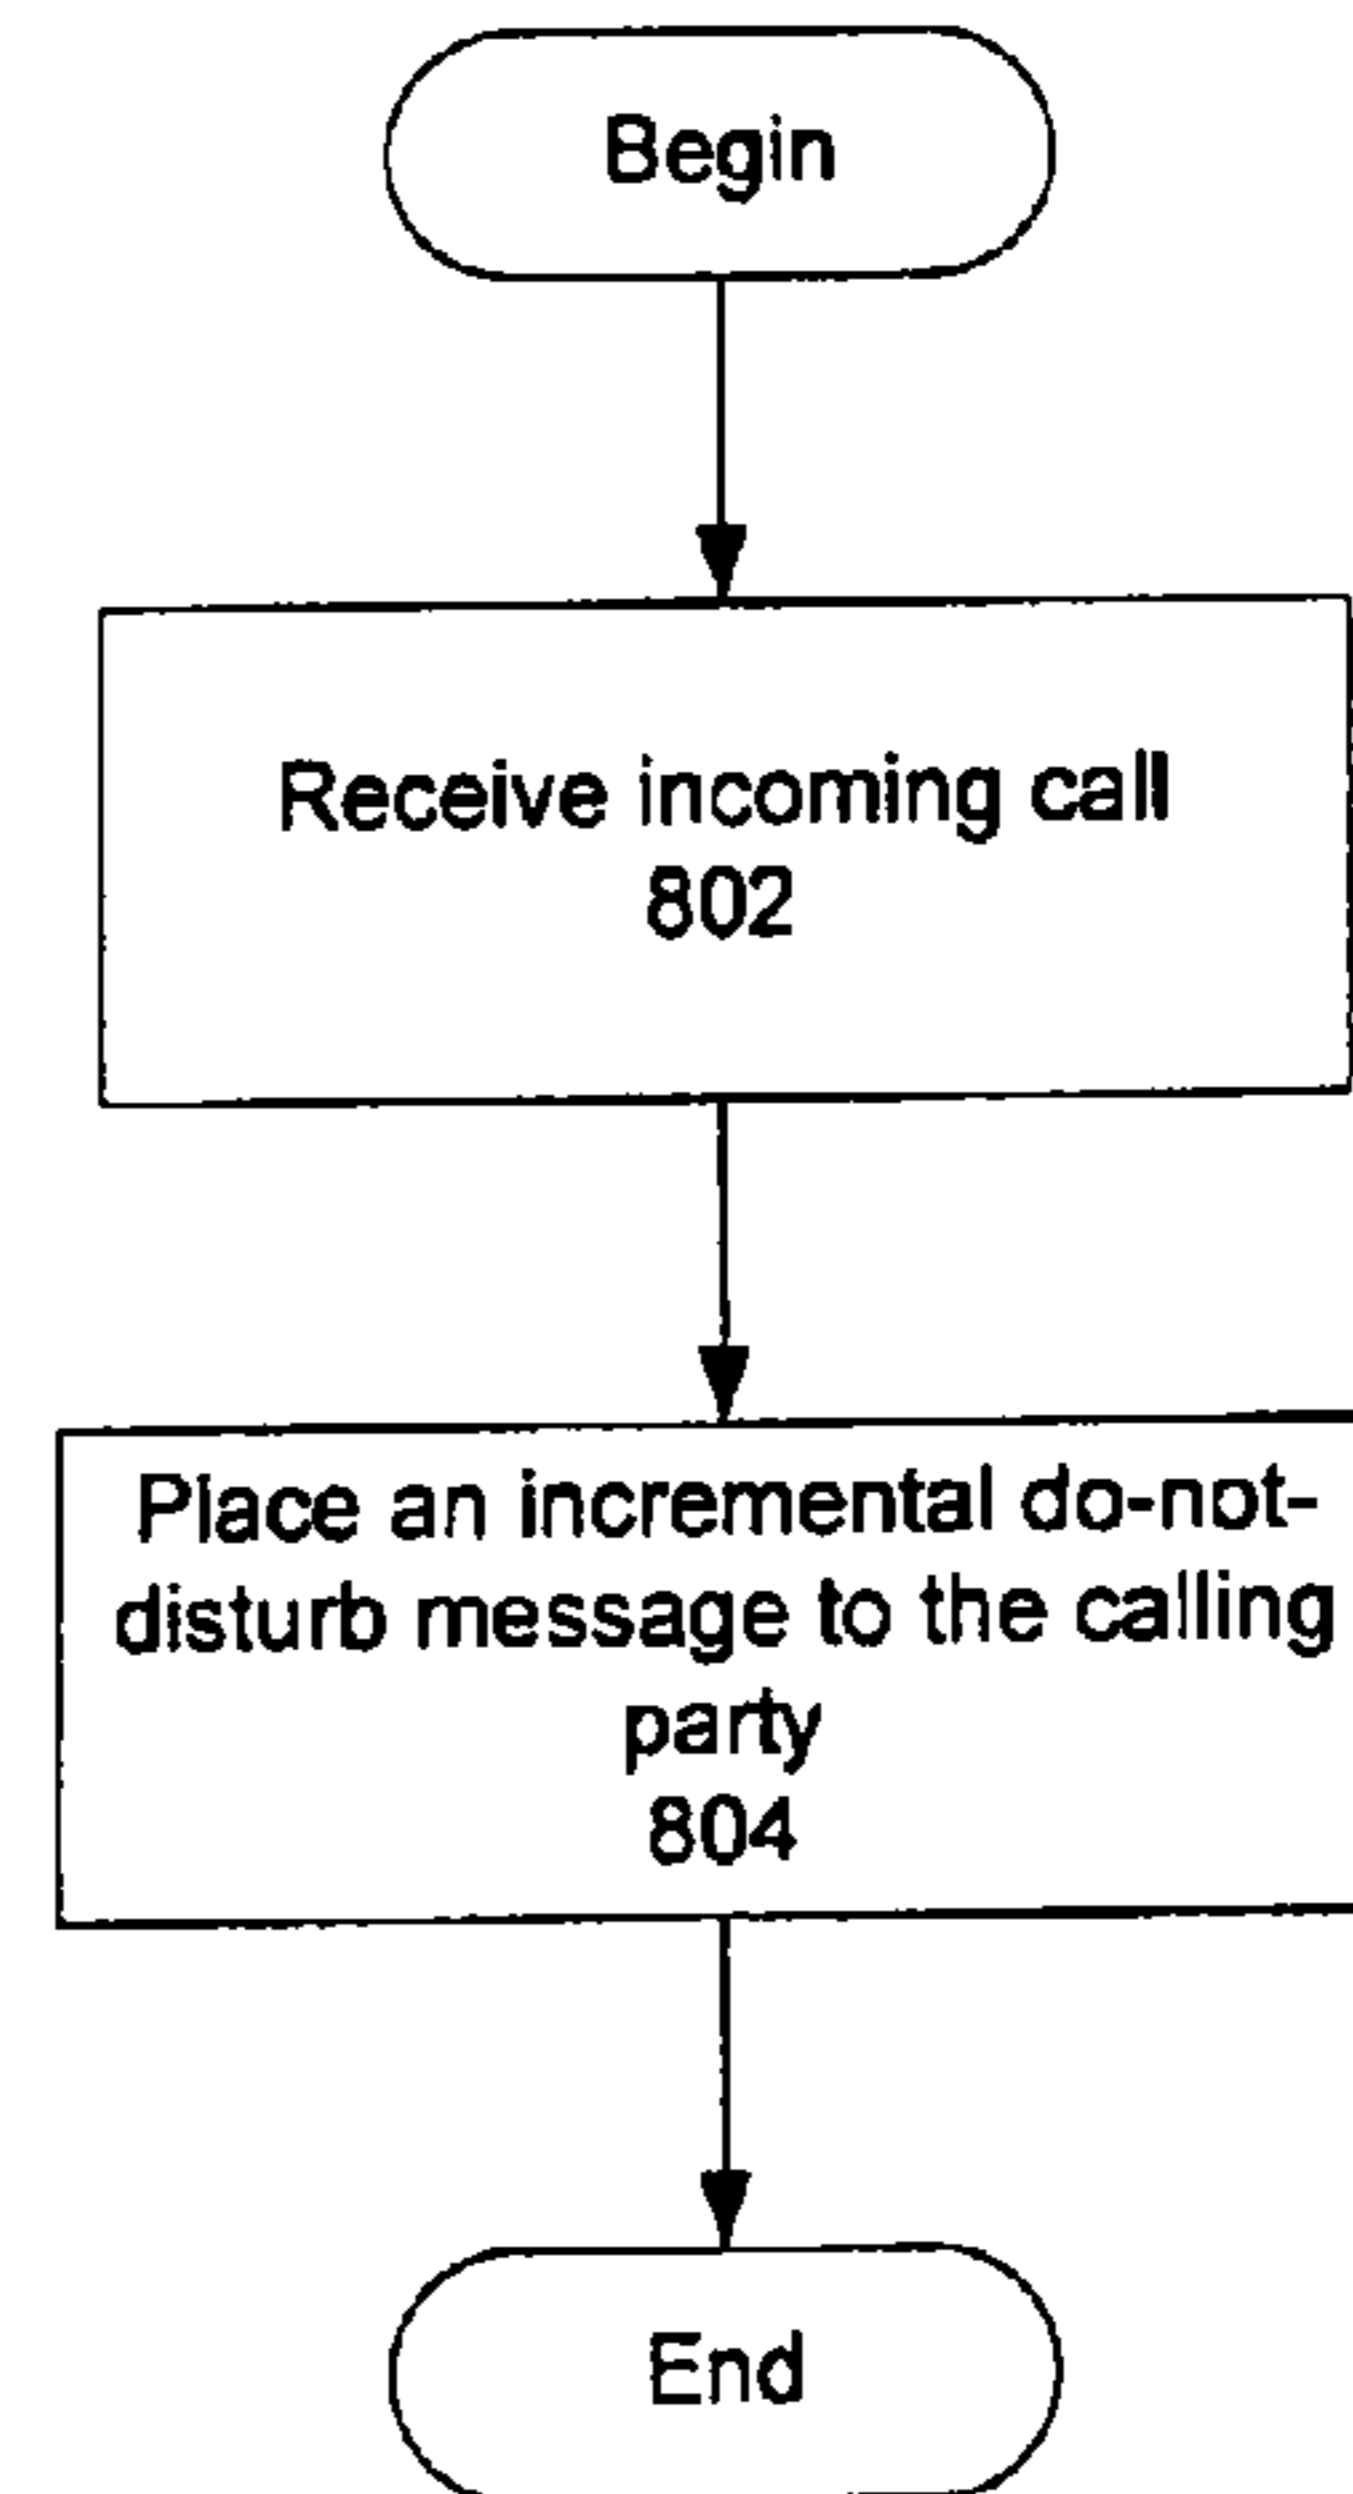 Begin
Receive incoming call
802
Place an incremental do-not-
disturb message to the calling
party
804
End